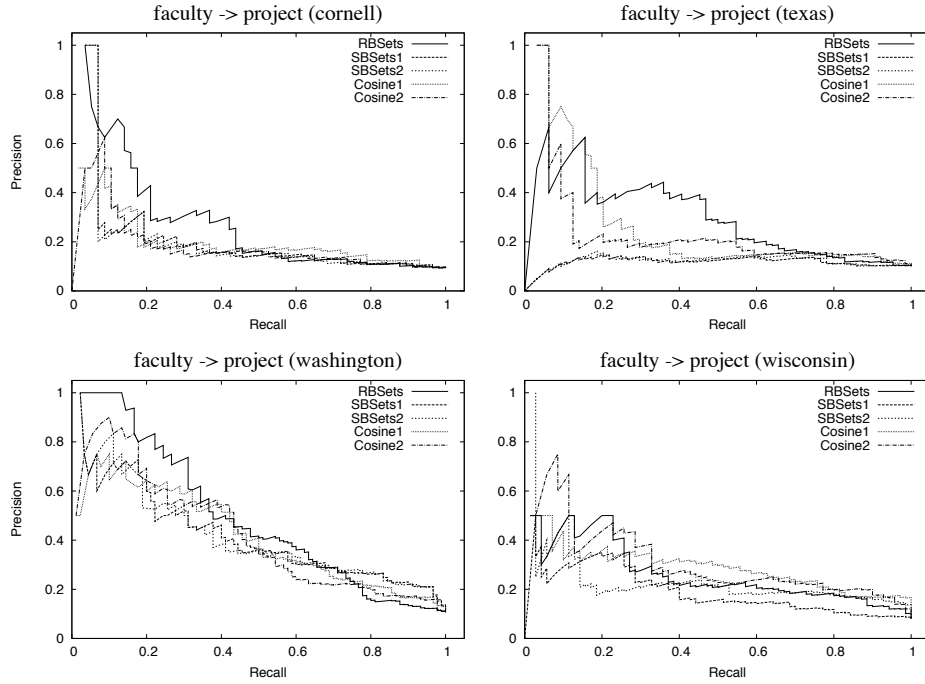 faculty -> project (cornell)
1
0.8
0.6
0.4
0.2
0
Precision
0 0.2 0.4 0.6 0.8 1
Recall
RBSets
SBSets1
SBSets2
Cosine1
Cosine2
faculty -> project (texas)
1
0.8
0.6
0.4
0.2
0
0 0.2 0.4 0.6 0.8 1
Recall
RBSets
SBSets1
SBSets2
Cosine1
Cosine2
faculty -> project (washington)
1
0.8
0.6
0.4
0.2
0
Precision
0 0.2 0.4 0.6 0.8 1
Recall
RBSets
SBSets1
SBSets2
Cosine1
Cosine2
faculty -> project (wisconsin)
1
0.8
0.6
0.4
0.2
0
0 0.2 0.4 0.6 0.8 1
Recall
RBSets
SBSets1
SBSets2
Cosine1
Cosine2